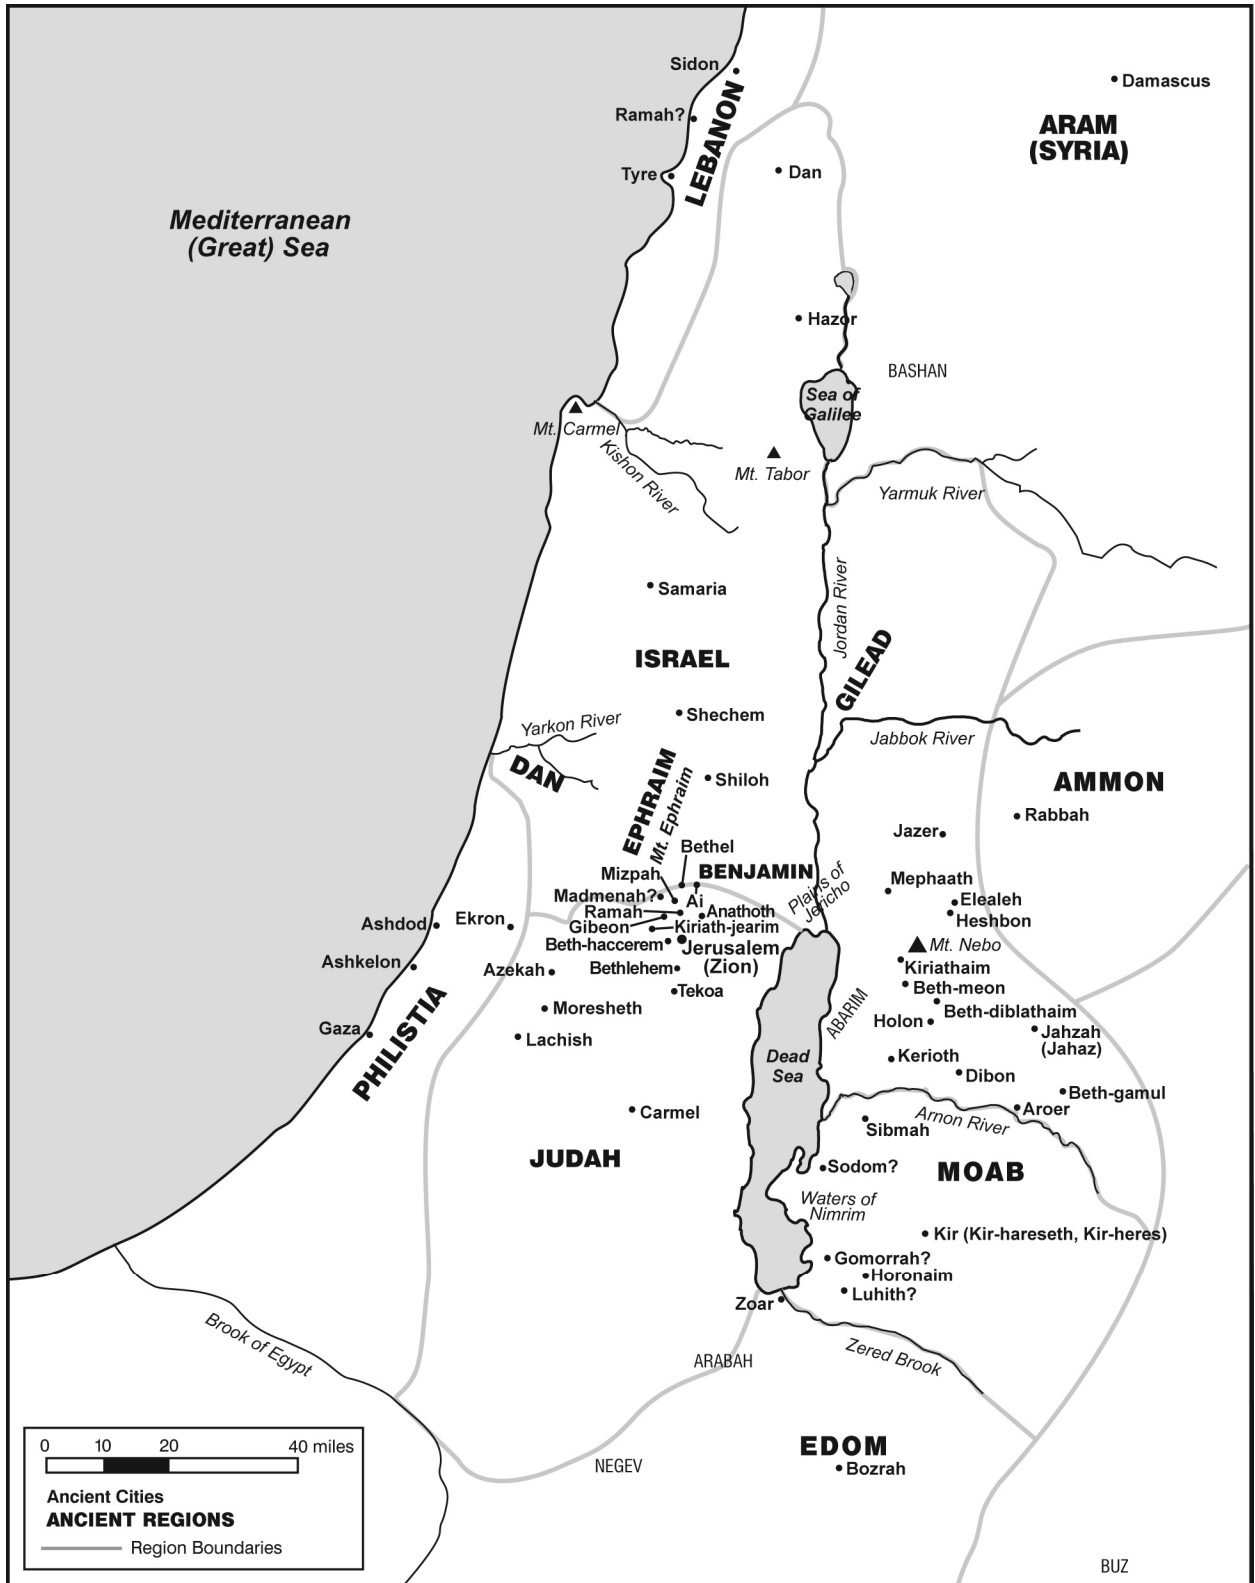 Sidon
Damascus
Ramah?
LEBANON
ARAM
(SYRIA)
Tyre
Dan
Mediterranean
(Great) Sea
Hazor
BASHAN
Sea of
Galilee
Mt. Carmel
Kishon River
Mt. Tabor
Yarmuk River
Jordan River
Samaria
ISRAEL
GILEAD
Shechem
Yarkon River
Jabbok River
DAN
EPHRAIM
Mt. Ephraim
Shiloh
AMMON
Rabbah
Jazer
Bethel
Mizpah
BENJAMIN
Plains of
Jericho
Mephaath
Madmenah?
Ai
Elealeh
Ramah
Anathoth
Heshbon
Ashdod
Ekron
Gibeon
Kiriath-jearim
Beth-haccerem
Jerusalem
(Zion)
Mt. Nebo
Ashkelon
Azekah
Bethlehem
Kiriathaim
Beth-meon
Tekoa
PHILISTIA
Moresheth
ABARIM
Beth-diblathaim
Holon
Gaza
Lachish
Jahzah
(Jahaz)
Dead
Sea
Kerioth
Dibon
Beth-gamul
Carmel
Aroer
Arnon River
Sibmah
JUDAH
Sodom?
MOAB
Waters of
Nimrim
Kir (Kir-hareseth, Kir-heres)
Gomorrah?
Horonaim
Luhith?
Zoar
Brook of Egypt
Zered Brook
ARABAH
EDOM
NEGEV
Bozrah
BUZ
0 10 20 40 miles
Ancient Cities
ANCIENT REGIONS
Region Boundaries